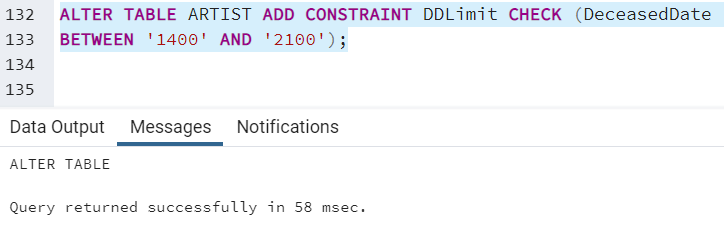 132 ALTER TABLE ARTIST ADD CONSTRAINT DDLimit CHECK (DeceasedDate
133 BETWEEN '1400' AND '2100');
134
135
Data Output Messages Notifications
ALTER TABLE
Query returned successfully in 58 msec.